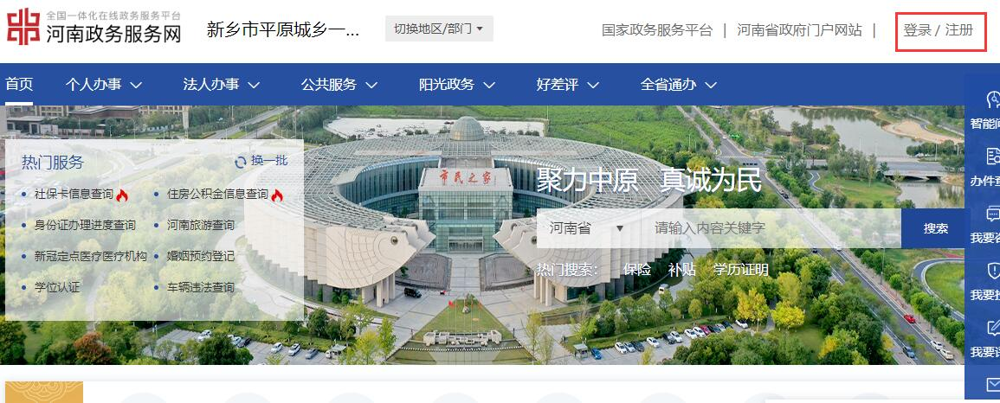 全国一体化在线政务服务平台
河南政务服务网
新乡市平原城乡一...
切换地区/部门
国家政务服务平台 | 河南省政府门户网站 | 登录 / 注册
首页 个人办事 法人办事 公共服务 阳光政务 好差评 全省通办
热门服务 换一批
社保卡信息查询 住房公积金信息查询
身份证办理进度查询 河南旅游查询
新冠定点医疗医疗机构 婚姻预约登记
学位认证 车辆违法查询
市民之家
聚力中原 真诚为民
河南省 请输入内容关键字 搜索
热门搜索： 保险 补贴 学历证明
智能问
办件查
我要咨
我要投
我要评